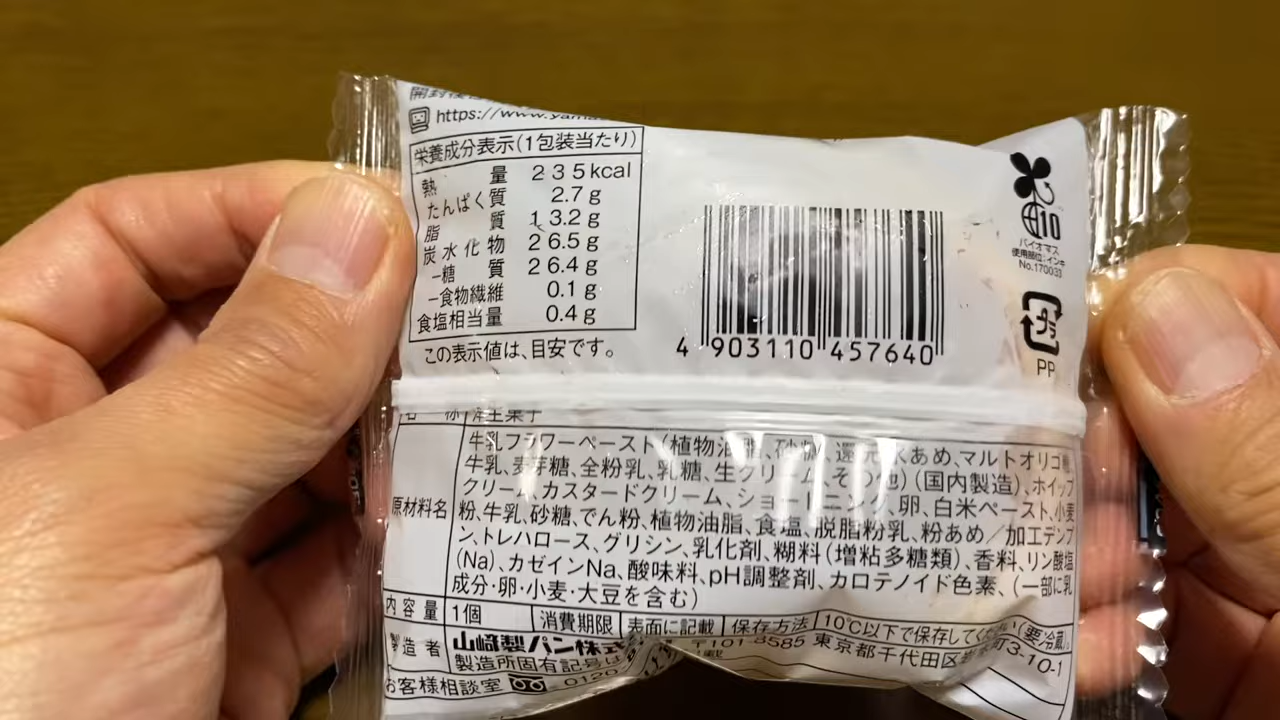 https://www.yama
栄養成分表示(1包装当たり)
熱量 235kcal
たんぱく質 2.7g
脂質 13.2g
炭水化物 26.5g
−糖質 26.4g
−食物繊維 0.1g
食塩相当量 0.4g
この表示値は、目安です。
4 903110 457640
10
バイオマス
使用部位:インキ
No.170033
プラ
PP
名称 洋生菓子
原材料名
牛乳フラワーペースト(植物油脂、砂糖、還元水あめ、マルトオリゴ糖、
牛乳、麦芽糖、全粉乳、乳糖、生クリーム、その他)(国内製造)、ホイップ
クリーム、カスタードクリーム、ショートニング、卵、白米ペースト、小麦
粉、牛乳、砂糖、でん粉、植物油脂、食塩、脱脂粉乳、粉あめ/加工デンプ
ン、トレハロース、グリシン、乳化剤、糊料(増粘多糖類)、香料、リン酸塩
(Na)、カゼインNa、酸味料、pH調整剤、カロテノイド色素、(一部に乳
成分・卵・小麦・大豆を含む)
内容量 1個 消費期限 表面に記載 保存方法 10℃以下で保存してください(要冷蔵)。
製造者 山崎製パン株式 〒101-8585 東京都千代田区岩本町3-10-1
製造所固有記号は
お客様相談室 0120